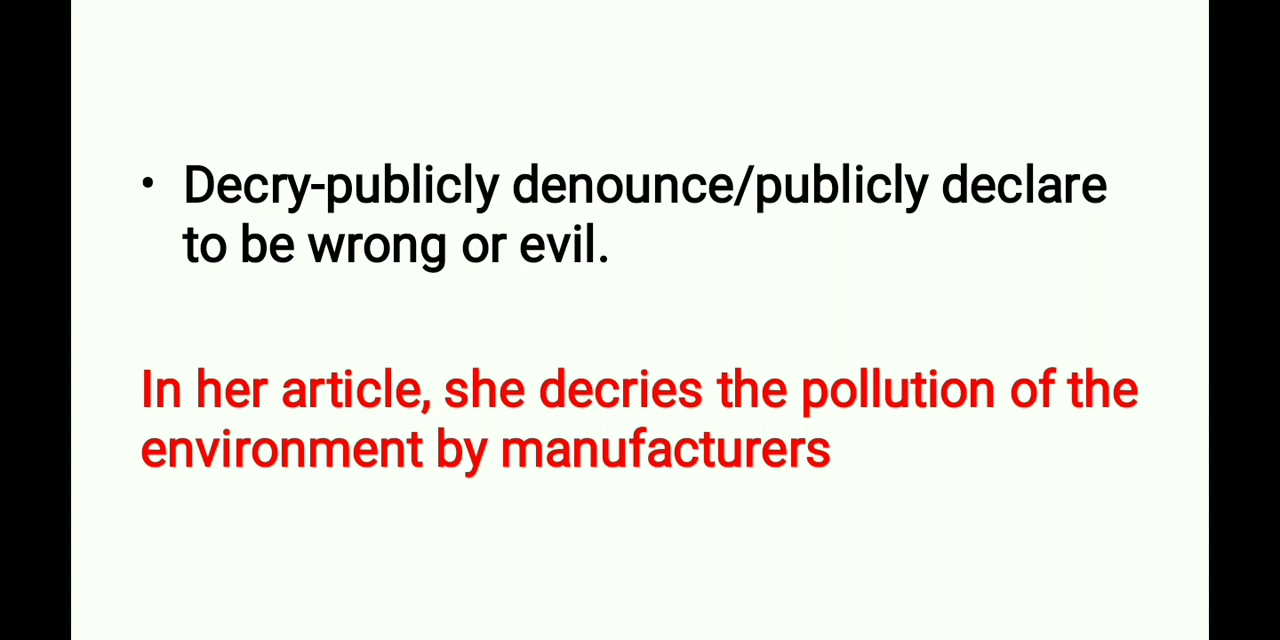 • Decry-publicly denounce/publicly declare
to be wrong or evil.
In her article, she decries the pollution of the
environment by manufacturers